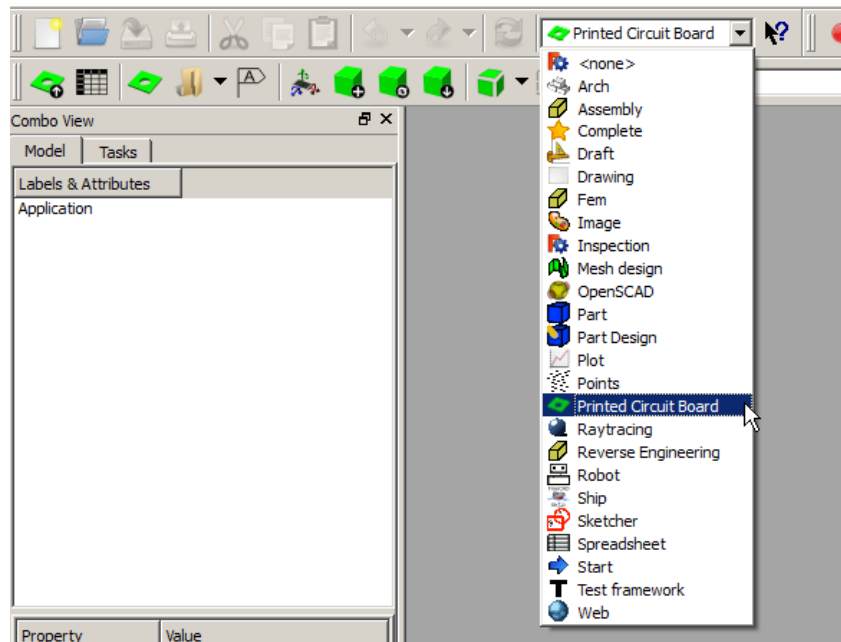 Printed Circuit Board
A
Combo View
Model Tasks
Labels & Attributes
Application
Property Value
<none>
Arch
Assembly
Complete
Draft
Drawing
Fem
Image
Inspection
Mesh design
OpenSCAD
Part
Part Design
Plot
Points
Printed Circuit Board
Raytracing
Reverse Engineering
Robot
Ship
Sketcher
Spreadsheet
Start
Test framework
Web